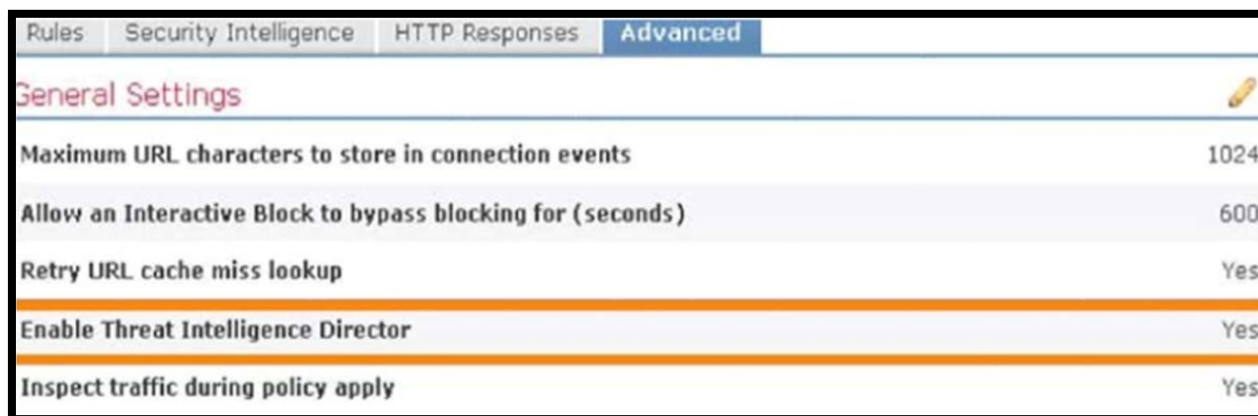 Rules Security Intelligence HTTP Responses Advanced
General Settings
Maximum URL characters to store in connection events 1024
Allow an Interactive Block to bypass blocking for (seconds) 600
Retry URL cache miss lookup Yes
Enable Threat Intelligence Director Yes
Inspect traffic during policy apply Yes